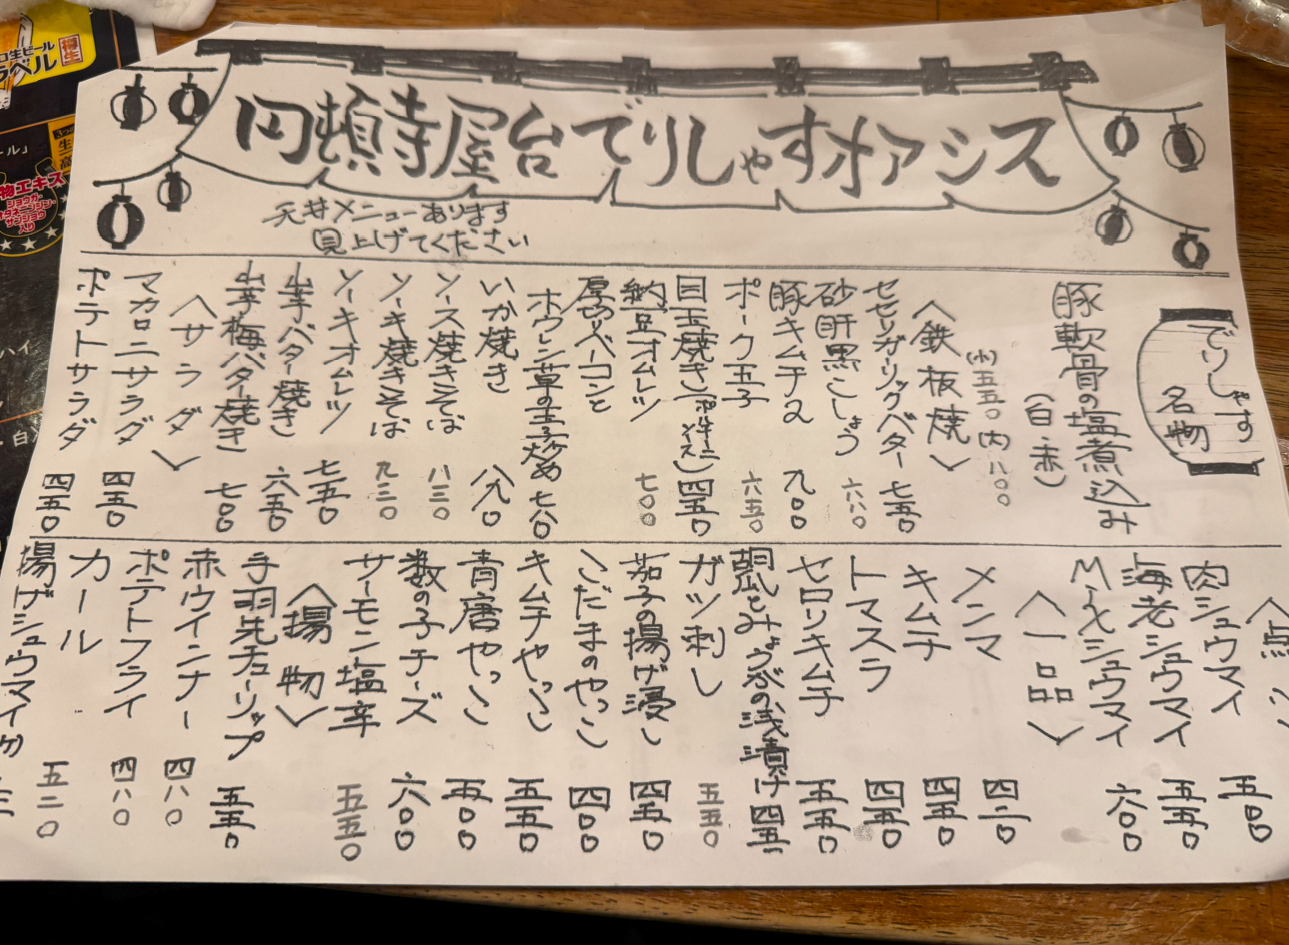 円頓寺屋台でりしゃすオアシス
天井メニューあります
見上げてください
でりしゃす
名物
豚軟骨の塩煮込み
(白・赤)
(小)五五〇 (大)八〇〇
〈鉄板焼〉
セセリガーリックバター 七五〇
砂肝黒こしょう 六八〇
豚キムチ 九〇〇
ポーク玉子 六五〇
目玉焼き 四五〇
納豆オムレツ 七〇〇
厚切りベーコンと
ホウレン草の玉子炒め 七八〇
いか焼き 八九〇
ソース焼きそば 八三〇
ソーキ焼きそば 九三〇
ソーキオムレツ 七五〇
山芋バター焼き 六五〇
山芋梅バター焼き 七〇〇
〈サラダ〉
マカロニサラダ 四五〇
ポテトサラダ 四五〇
〈点
肉シュウマイ 五〇〇
海老シュウマイ 五五〇
Mixシュウマイ 六〇〇
〈一品〉
メンマ 四二〇
キムチ 四五〇
トマスラ 四五〇
セロリキムチ 五五〇
胡瓜とみょうがの浅漬け 四五〇
ガツ刺し 五五〇
茄子の揚げ浸し 四五〇
こだまのやっこ 四〇〇
キムチやっこ 五五〇
青唐やっこ 五〇〇
数の子チーズ 六〇〇
サーモン塩辛 五五〇
〈揚物〉
手羽先チューリップ 五五〇
赤ウインナー 四八〇
ポテトフライ 四八〇
カール 五二〇
揚げシュウマイ
生ビール
ラベル
樽生
物エキス
入り